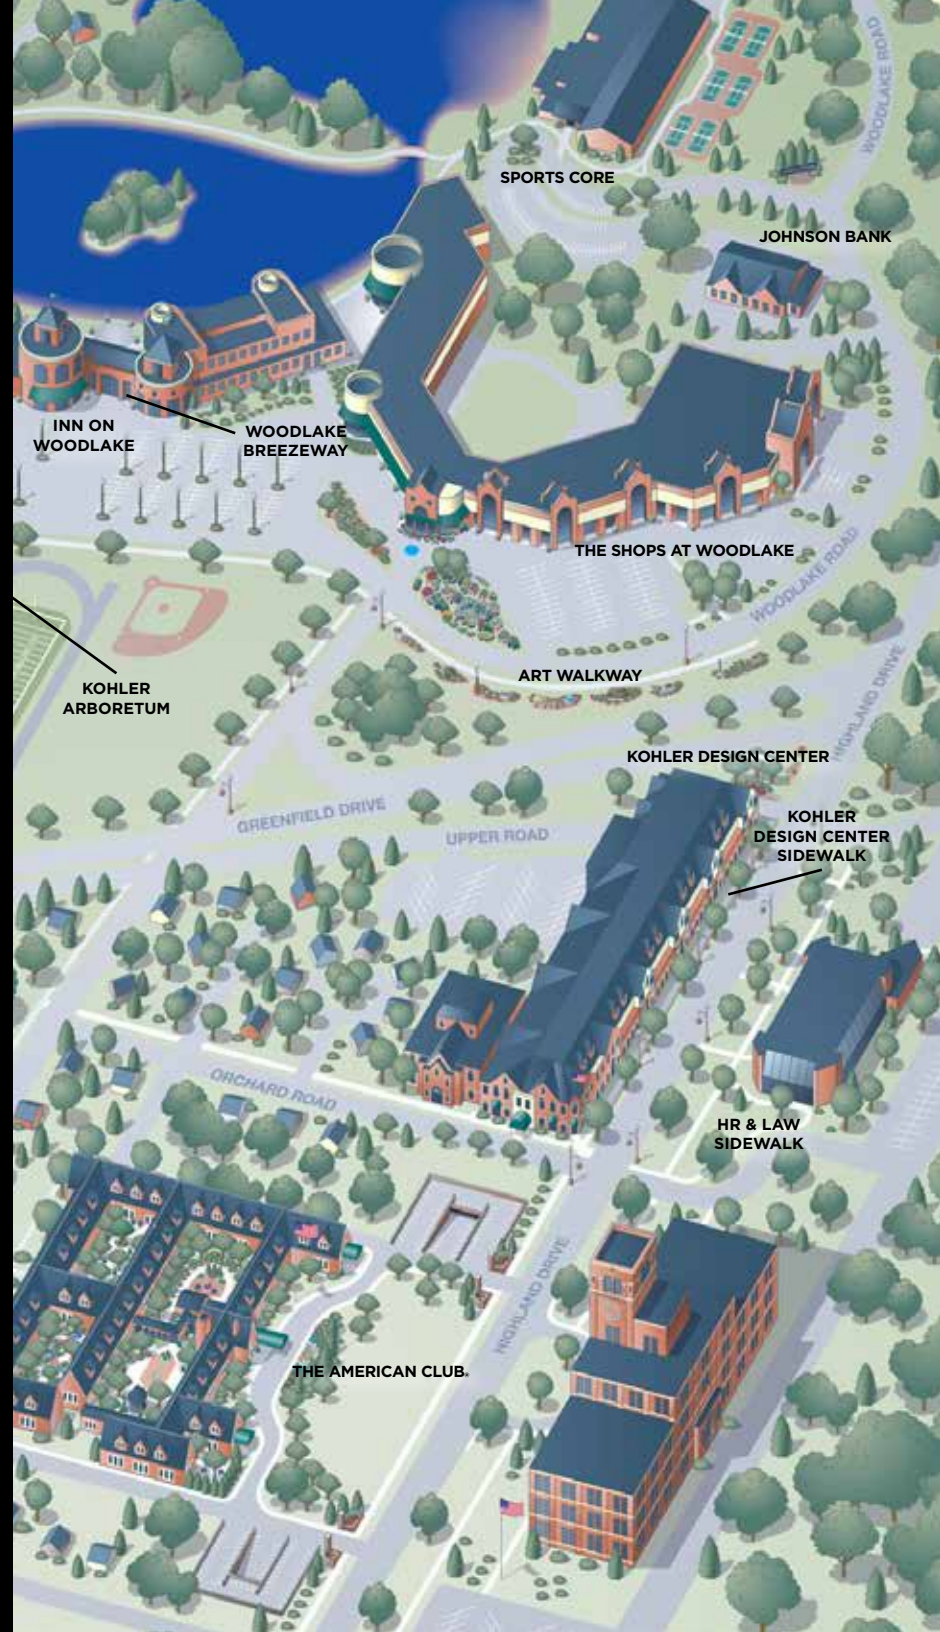 WOODLAKE ROAD
SPORTS CORE
JOHNSON BANK
INN ON
WOODLAKE
WOODLAKE
BREEZEWAY
THE SHOPS AT WOODLAKE
WOODLAKE ROAD
ART WALKWAY
KOHLER
ARBORETUM
HIGHLAND DRIVE
KOHLER DESIGN CENTER
GREENFIELD DRIVE
UPPER ROAD
KOHLER
DESIGN CENTER
SIDEWALK
ORCHARD ROAD
HR & LAW
SIDEWALK
HIGHLAND DRIVE
THE AMERICAN CLUB®